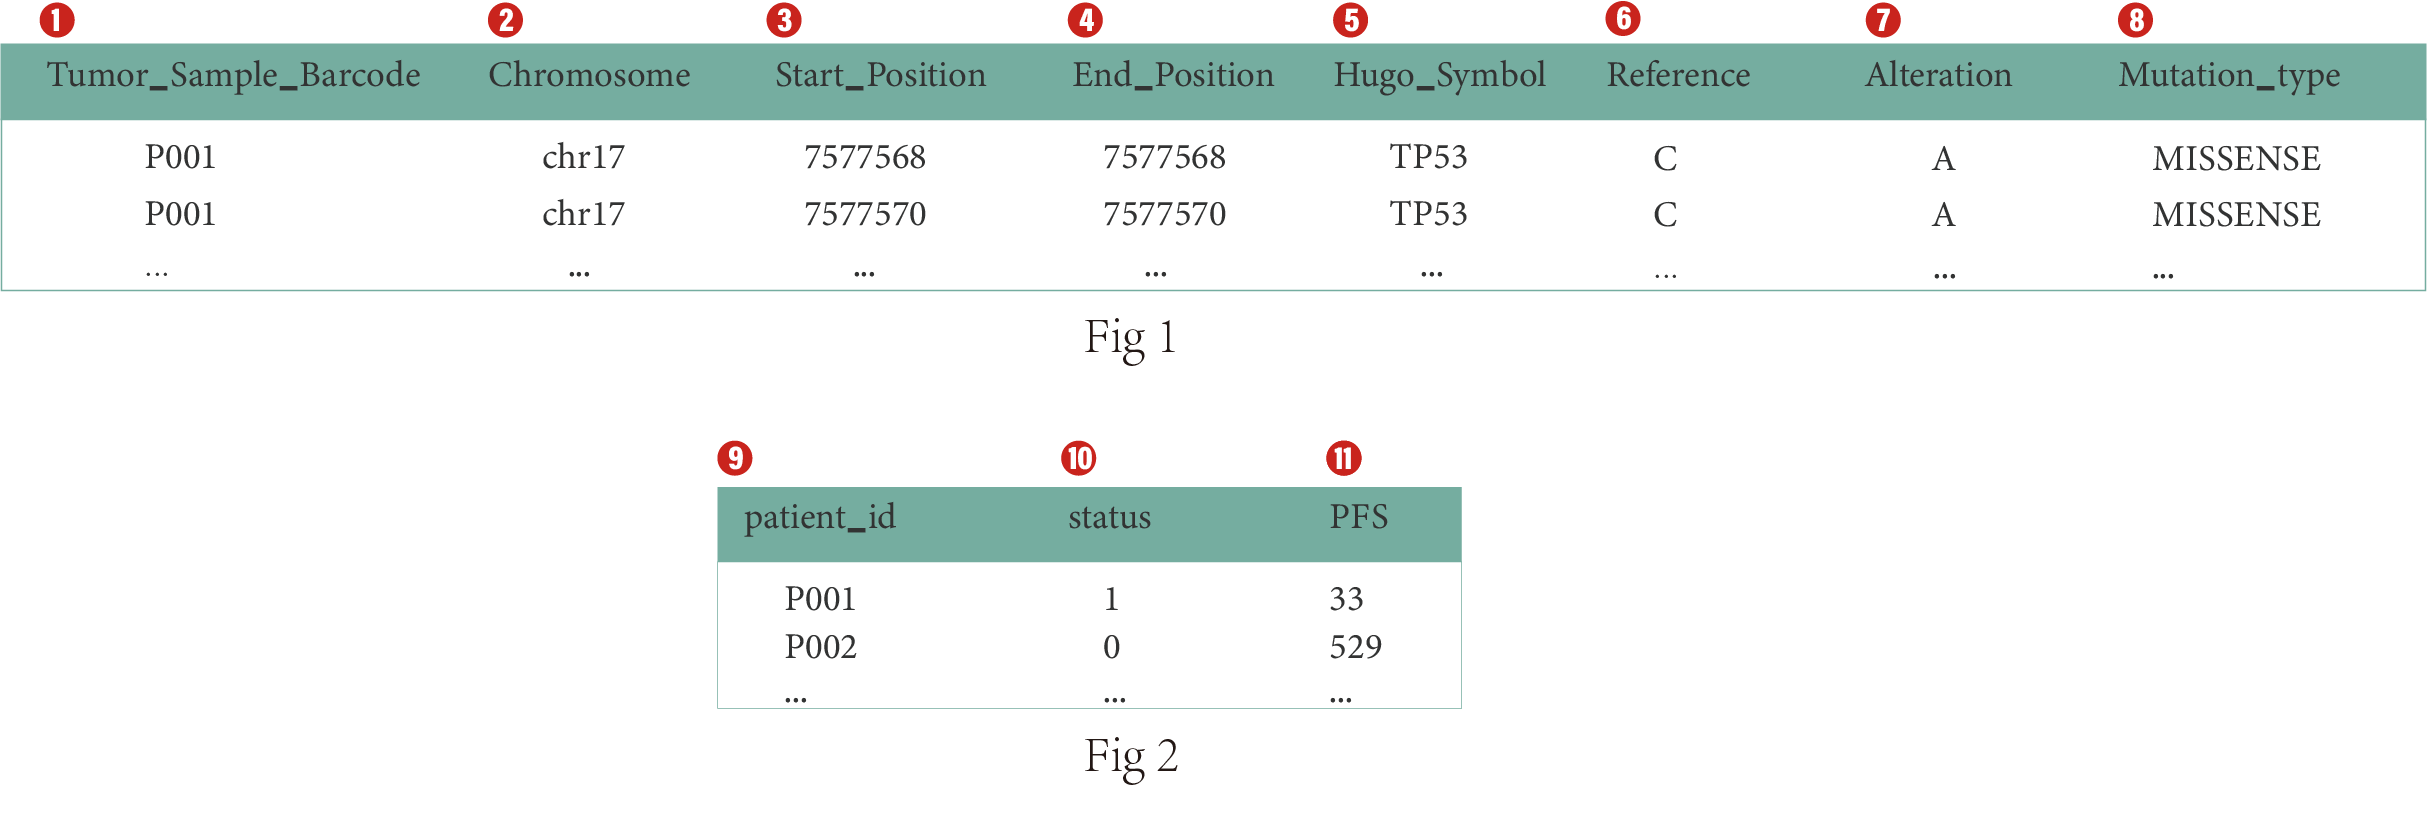 1 2 3 4 5 6 7 8
Tumor_Sample_Barcode Chromosome Start_Position End_Position Hugo_Symbol Reference Alteration Mutation_type
P001 chr17 7577568 7577568 TP53 C A MISSENSE
P001 chr17 7577570 7577570 TP53 C A MISSENSE
... ... ... ... ... ... ... ...
Fig 1
9 10 11
patient_id status PFS
P001 1 33
P002 0 529
... ... ...
Fig 2